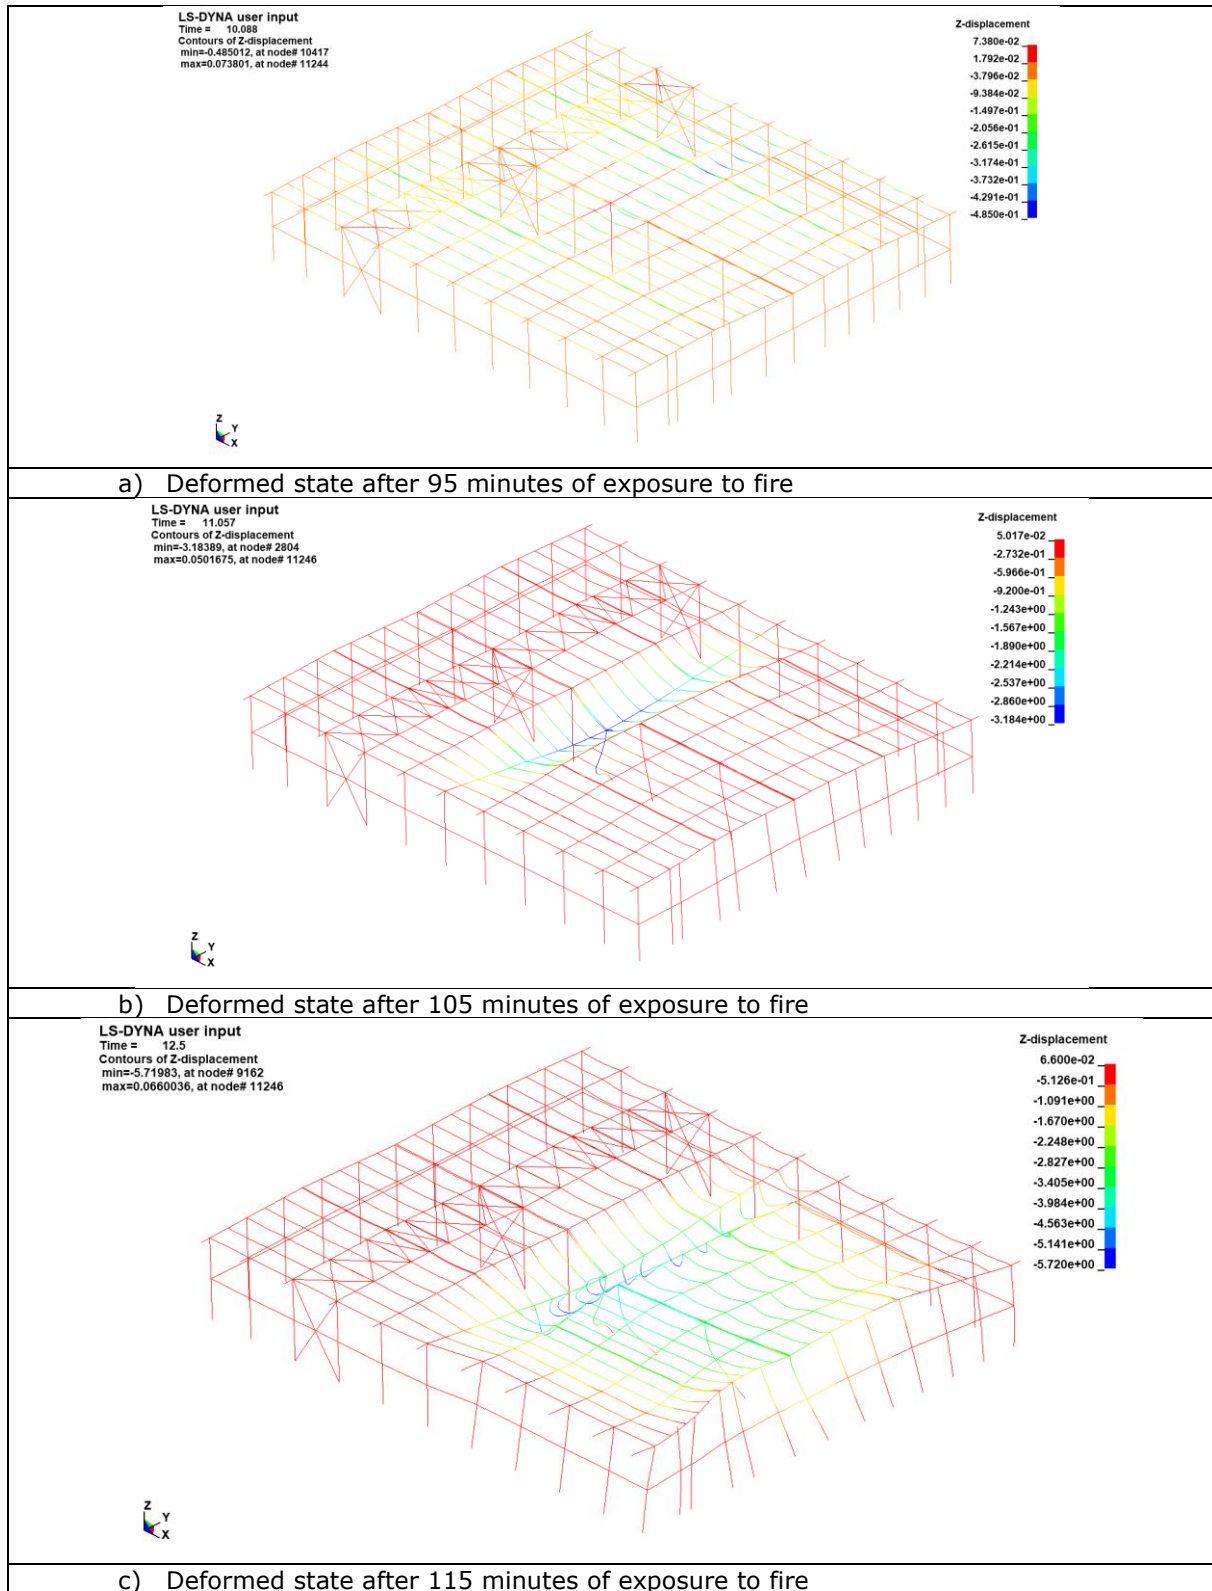 LS-DYNA user input
Time = 10.088
Contours of Z-displacement
min=-0.485012, at node# 10417
max=0.073801, at node# 11244
Z-displacement
7.380e-02
1.792e-02
-3.796e-02
-9.384e-02
-1.497e-01
-2.056e-01
-2.615e-01
-3.174e-01
-3.732e-01
-4.291e-01
-4.850e-01
Z
Y
X
a) Deformed state after 95 minutes of exposure to fire
LS-DYNA user input
Time = 11.057
Contours of Z-displacement
min=-3.18389, at node# 2804
max=0.0501675, at node# 11246
Z-displacement
5.017e-02
-2.732e-01
-5.966e-01
-9.200e-01
-1.243e+00
-1.567e+00
-1.890e+00
-2.214e+00
-2.537e+00
-2.860e+00
-3.184e+00
Z
Y
X
b) Deformed state after 105 minutes of exposure to fire
LS-DYNA user input
Time = 12.5
Contours of Z-displacement
min=-5.71983, at node# 9162
max=0.0660036, at node# 11246
Z-displacement
6.600e-02
-5.126e-01
-1.091e+00
-1.670e+00
-2.248e+00
-2.827e+00
-3.405e+00
-3.984e+00
-4.563e+00
-5.141e+00
-5.720e+00
Z
Y
X
c) Deformed state after 115 minutes of exposure to fire